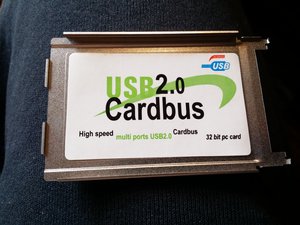 USB
USB2.0
Cardbus
High speed multi ports USB2.0 Cardbus 32 bit pc card